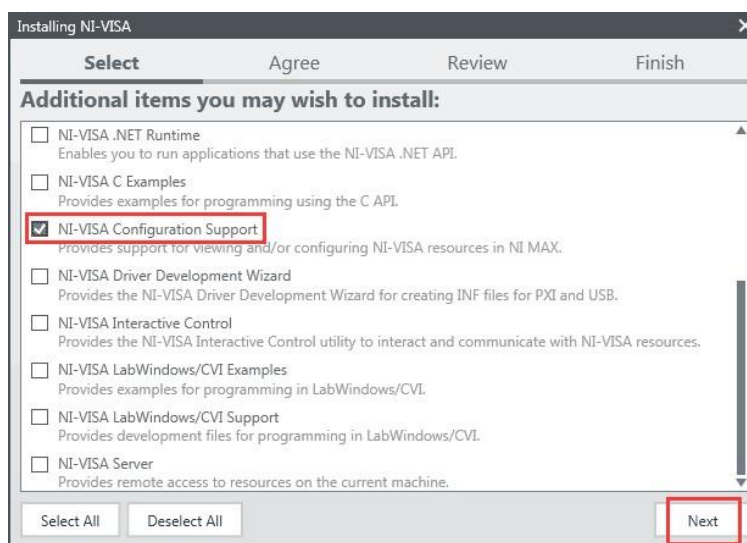 Installing NI-VISA
Select Agree Review Finish
Additional items you may wish to install:
NI-VISA .NET Runtime
Enables you to run applications that use the NI-VISA .NET API.
NI-VISA C Examples
Provides examples for programming using the C API.
NI-VISA Configuration Support
Provides support for viewing and/or configuring NI-VISA resources in NI MAX.
NI-VISA Driver Development Wizard
Provides the NI-VISA Driver Development Wizard for creating INF files for PXI and USB.
NI-VISA Interactive Control
Provides the NI-VISA Interactive Control utility to interact and communicate with NI-VISA resources.
NI-VISA LabWindows/CVI Examples
Provides examples for programming in LabWindows/CVI.
NI-VISA LabWindows/CVI Support
Provides development files for programming in LabWindows/CVI.
NI-VISA Server
Provides remote access to resources on the current machine.
Select All Deselect All Next